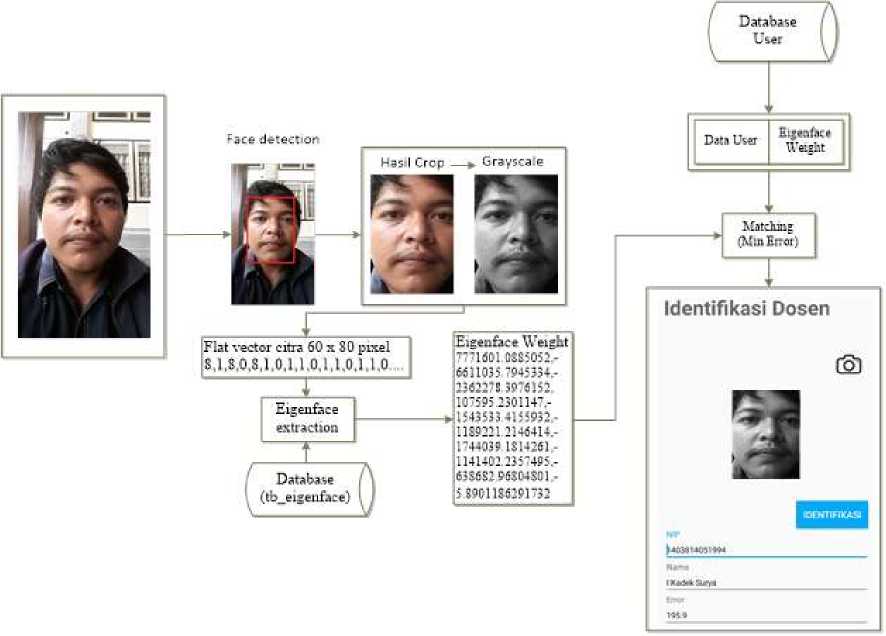 Database
User
Data User
Eigenface
Weight
Face detection
Hasil Crop
Grayscale
Matching
(Min Error)
Flat vector citra 60 x 80 pixel
8,1,8,0,8,1,0,1,1,0,1,1,0,1,1,0....
Eigenface
extraction
Database
(tb_eigenface)
Eigenface Weight
7771601.0885052,-
6611035.7945334,-
2362278.3976152,
107595.2301147,-
1543533.4155932,-
1189221.2146414,-
1744039.1814261,-
1141402.2357495,-
638682.96804801,-
5.8901186291732
Identifikasi Dosen
IDENTIFIKASI
NIP
1403814051994
Nama
I Kadek Surya
Error
195.9